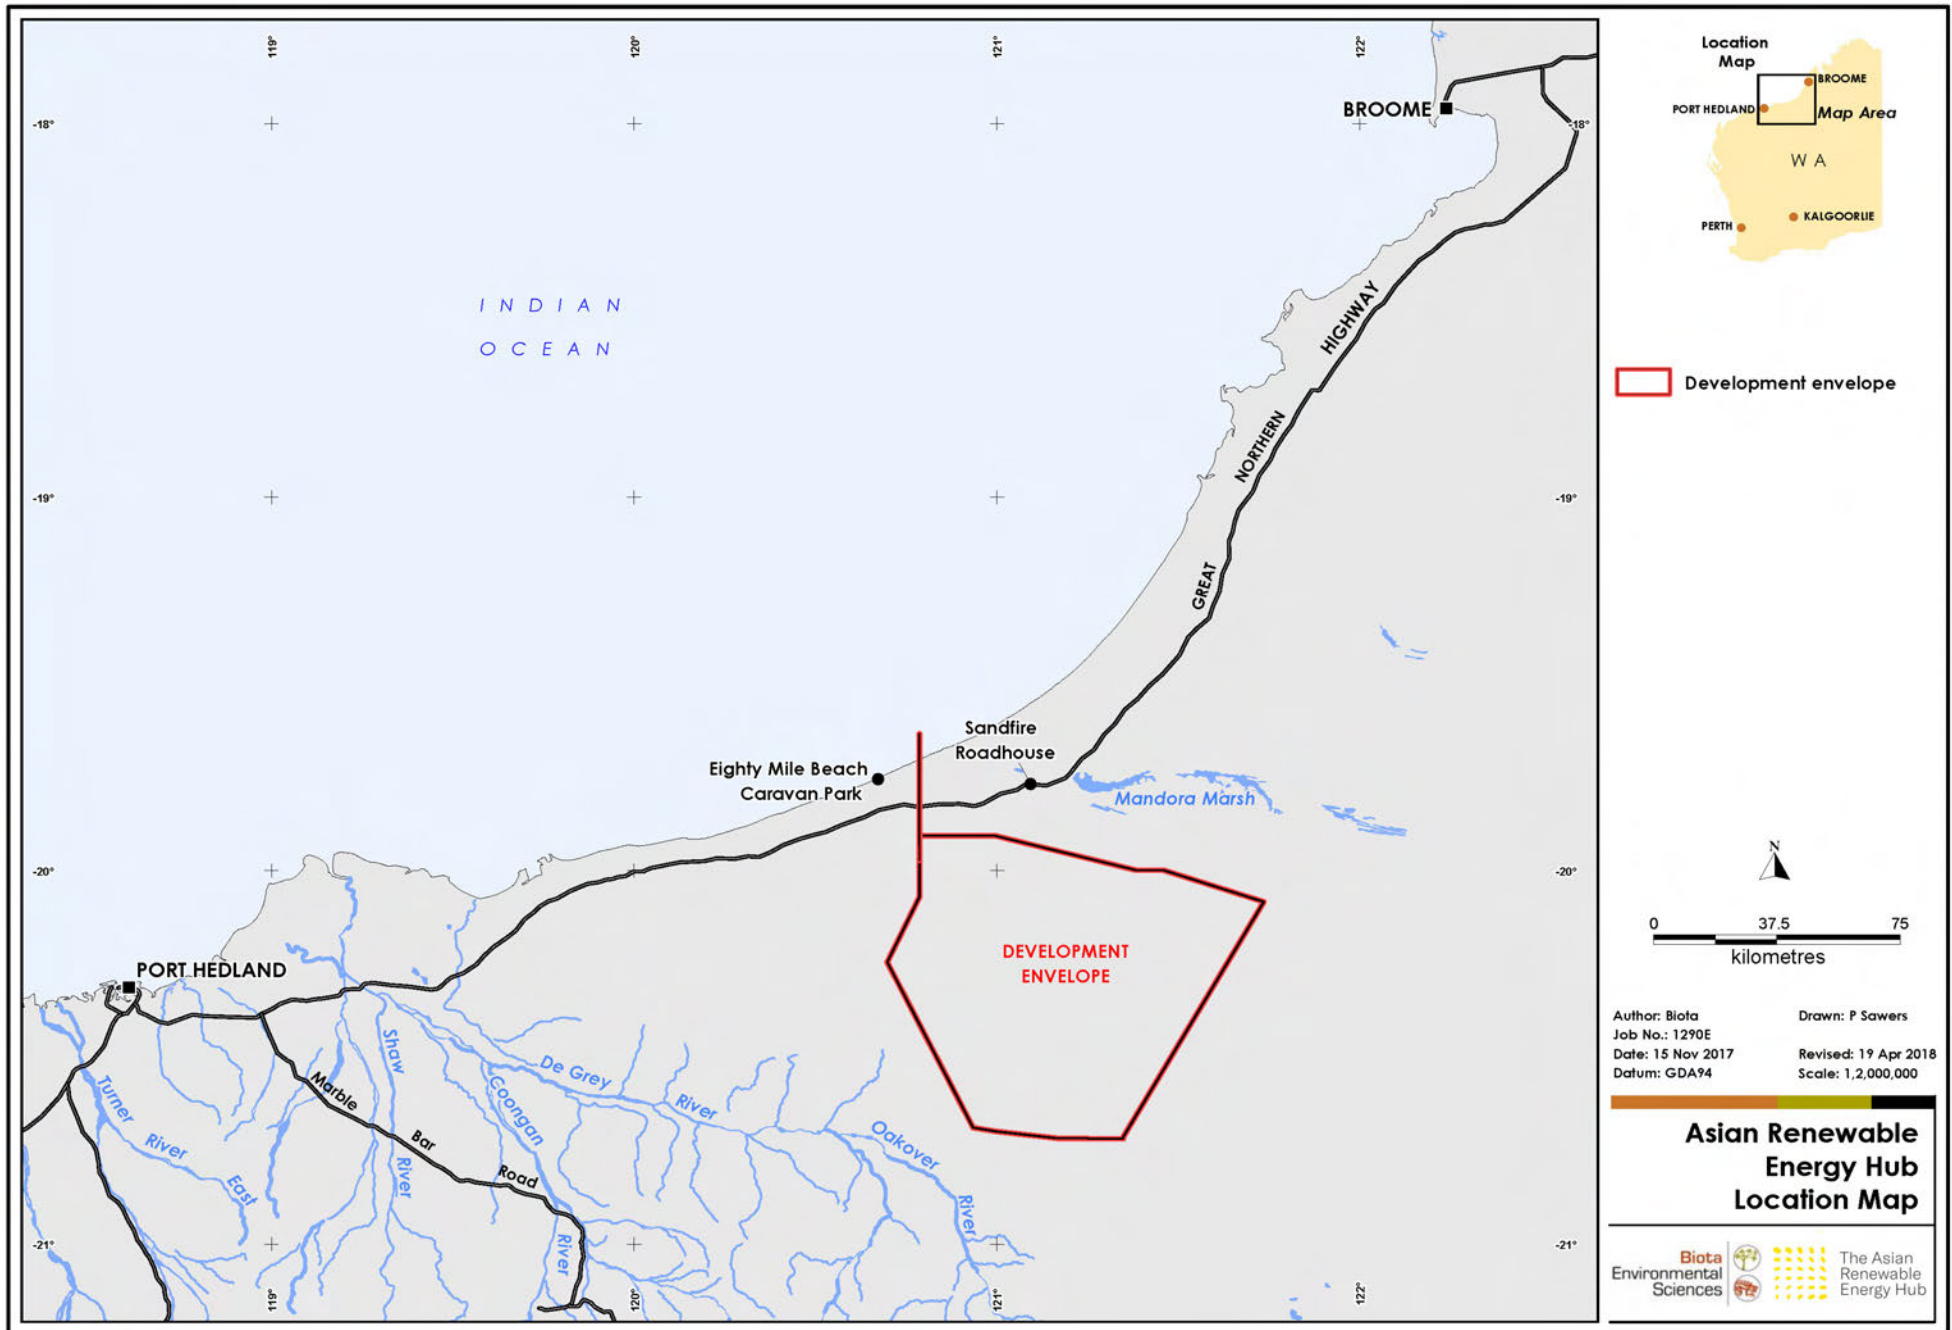 119°
120°
121°
122°
-18°
-18°
BROOME
INDIAN
OCEAN
HIGHWAY
NORTHERN
GREAT
-19°
-19°
Sandfire
Roadhouse
Eighty Mile Beach
Caravan Park
Mandora Marsh
-20°
-20°
DEVELOPMENT
ENVELOPE
PORT HEDLAND
Shaw
River
De Grey
River
Coongan
River
Oakover
River
Turner
River
East
Marble
Bar
Road
-21°
-21°
119°
120°
121°
122°
Location
Map
BROOME
PORT HEDLAND
Map Area
WA
KALGOORLIE
PERTH
Development envelope
N
0 37.5 75
kilometres
Author: Biota Drawn: P Sawers
Job No.: 1290E
Date: 15 Nov 2017 Revised: 19 Apr 2018
Datum: GDA94 Scale: 1,2,000,000
Asian Renewable
Energy Hub
Location Map
Biota
Environmental
Sciences
The Asian
Renewable
Energy Hub